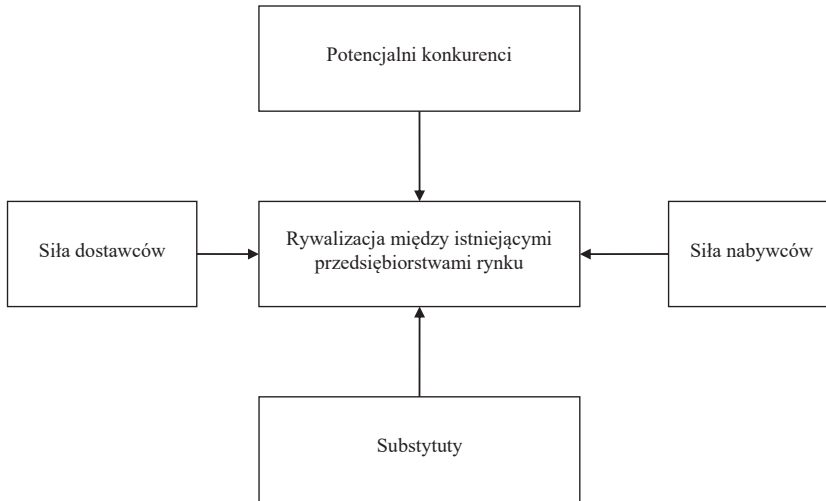 Potencjalni konkurenci
Siła dostawców
Rywalizacja między istniejącymi
przedsiębiorstwami rynku
Siła nabywców
Substytuty